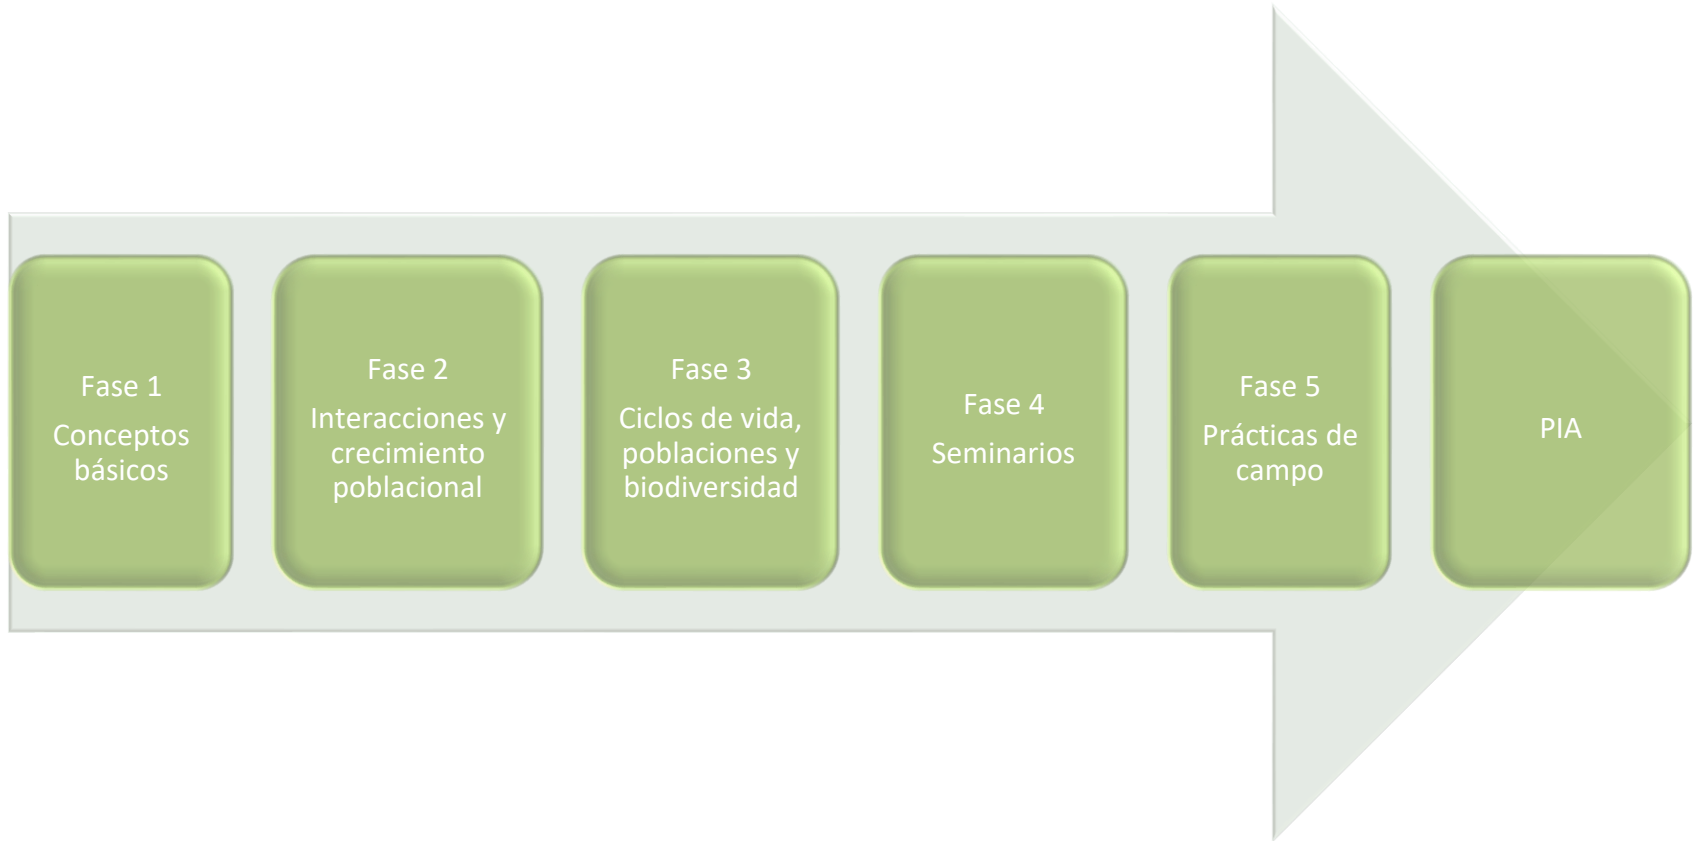 Fase 1
Conceptos
básicos
Fase 2
Interacciones y
crecimiento
poblacional
Fase 3
Ciclos de vida,
poblaciones y
biodiversidad
Fase 4
Seminarios
Fase 5
Prácticas de
campo
PIA